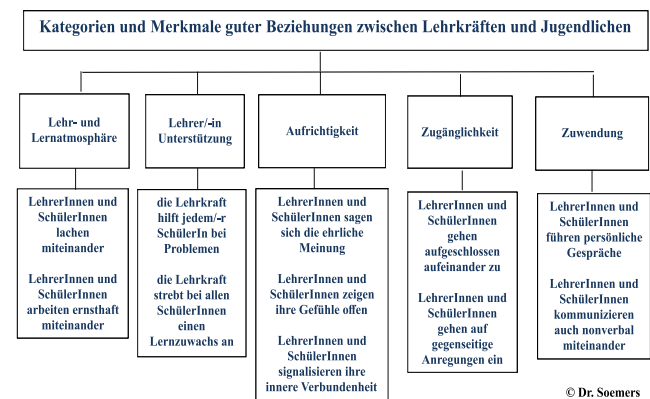 Kategorien und Merkmale guter Beziehungen zwischen Lehrkräften und Jugendlichen
Lehr- und
Lernatmosphäre
Lehrer/-in
Unterstützung
Aufrichtigkeit
Zugänglichkeit
Zuwendung
LehrerInnen und
SchülerInnen
lachen
miteinander
LehrerInnen und
SchülerInnen
arbeiten ernsthaft
miteinander
die Lehrkraft
hilft jedem/-r
SchülerIn bei
Problemen
die Lehrkraft
strebt bei allen
SchülerInnen
einen
Lernzuwachs an
LehrerInnen und
SchülerInnen sagen
sich die ehrliche
Meinung
LehrerInnen und
SchülerInnen zeigen
ihre Gefühle offen
LehrerInnen und
SchülerInnen
signalisieren ihre
innere Verbundenheit
LehrerInnen und
SchülerInnen
gehen
aufgeschlossen
aufeinander zu
LehrerInnen und
SchülerInnen
gehen auf
gegenseitige
Anregungen ein
LehrerInnen und
SchülerInnen
führen persönliche
Gespräche
LehrerInnen und
SchülerInnen
kommunizieren
auch nonverbal
miteinander
© Dr. Soemers